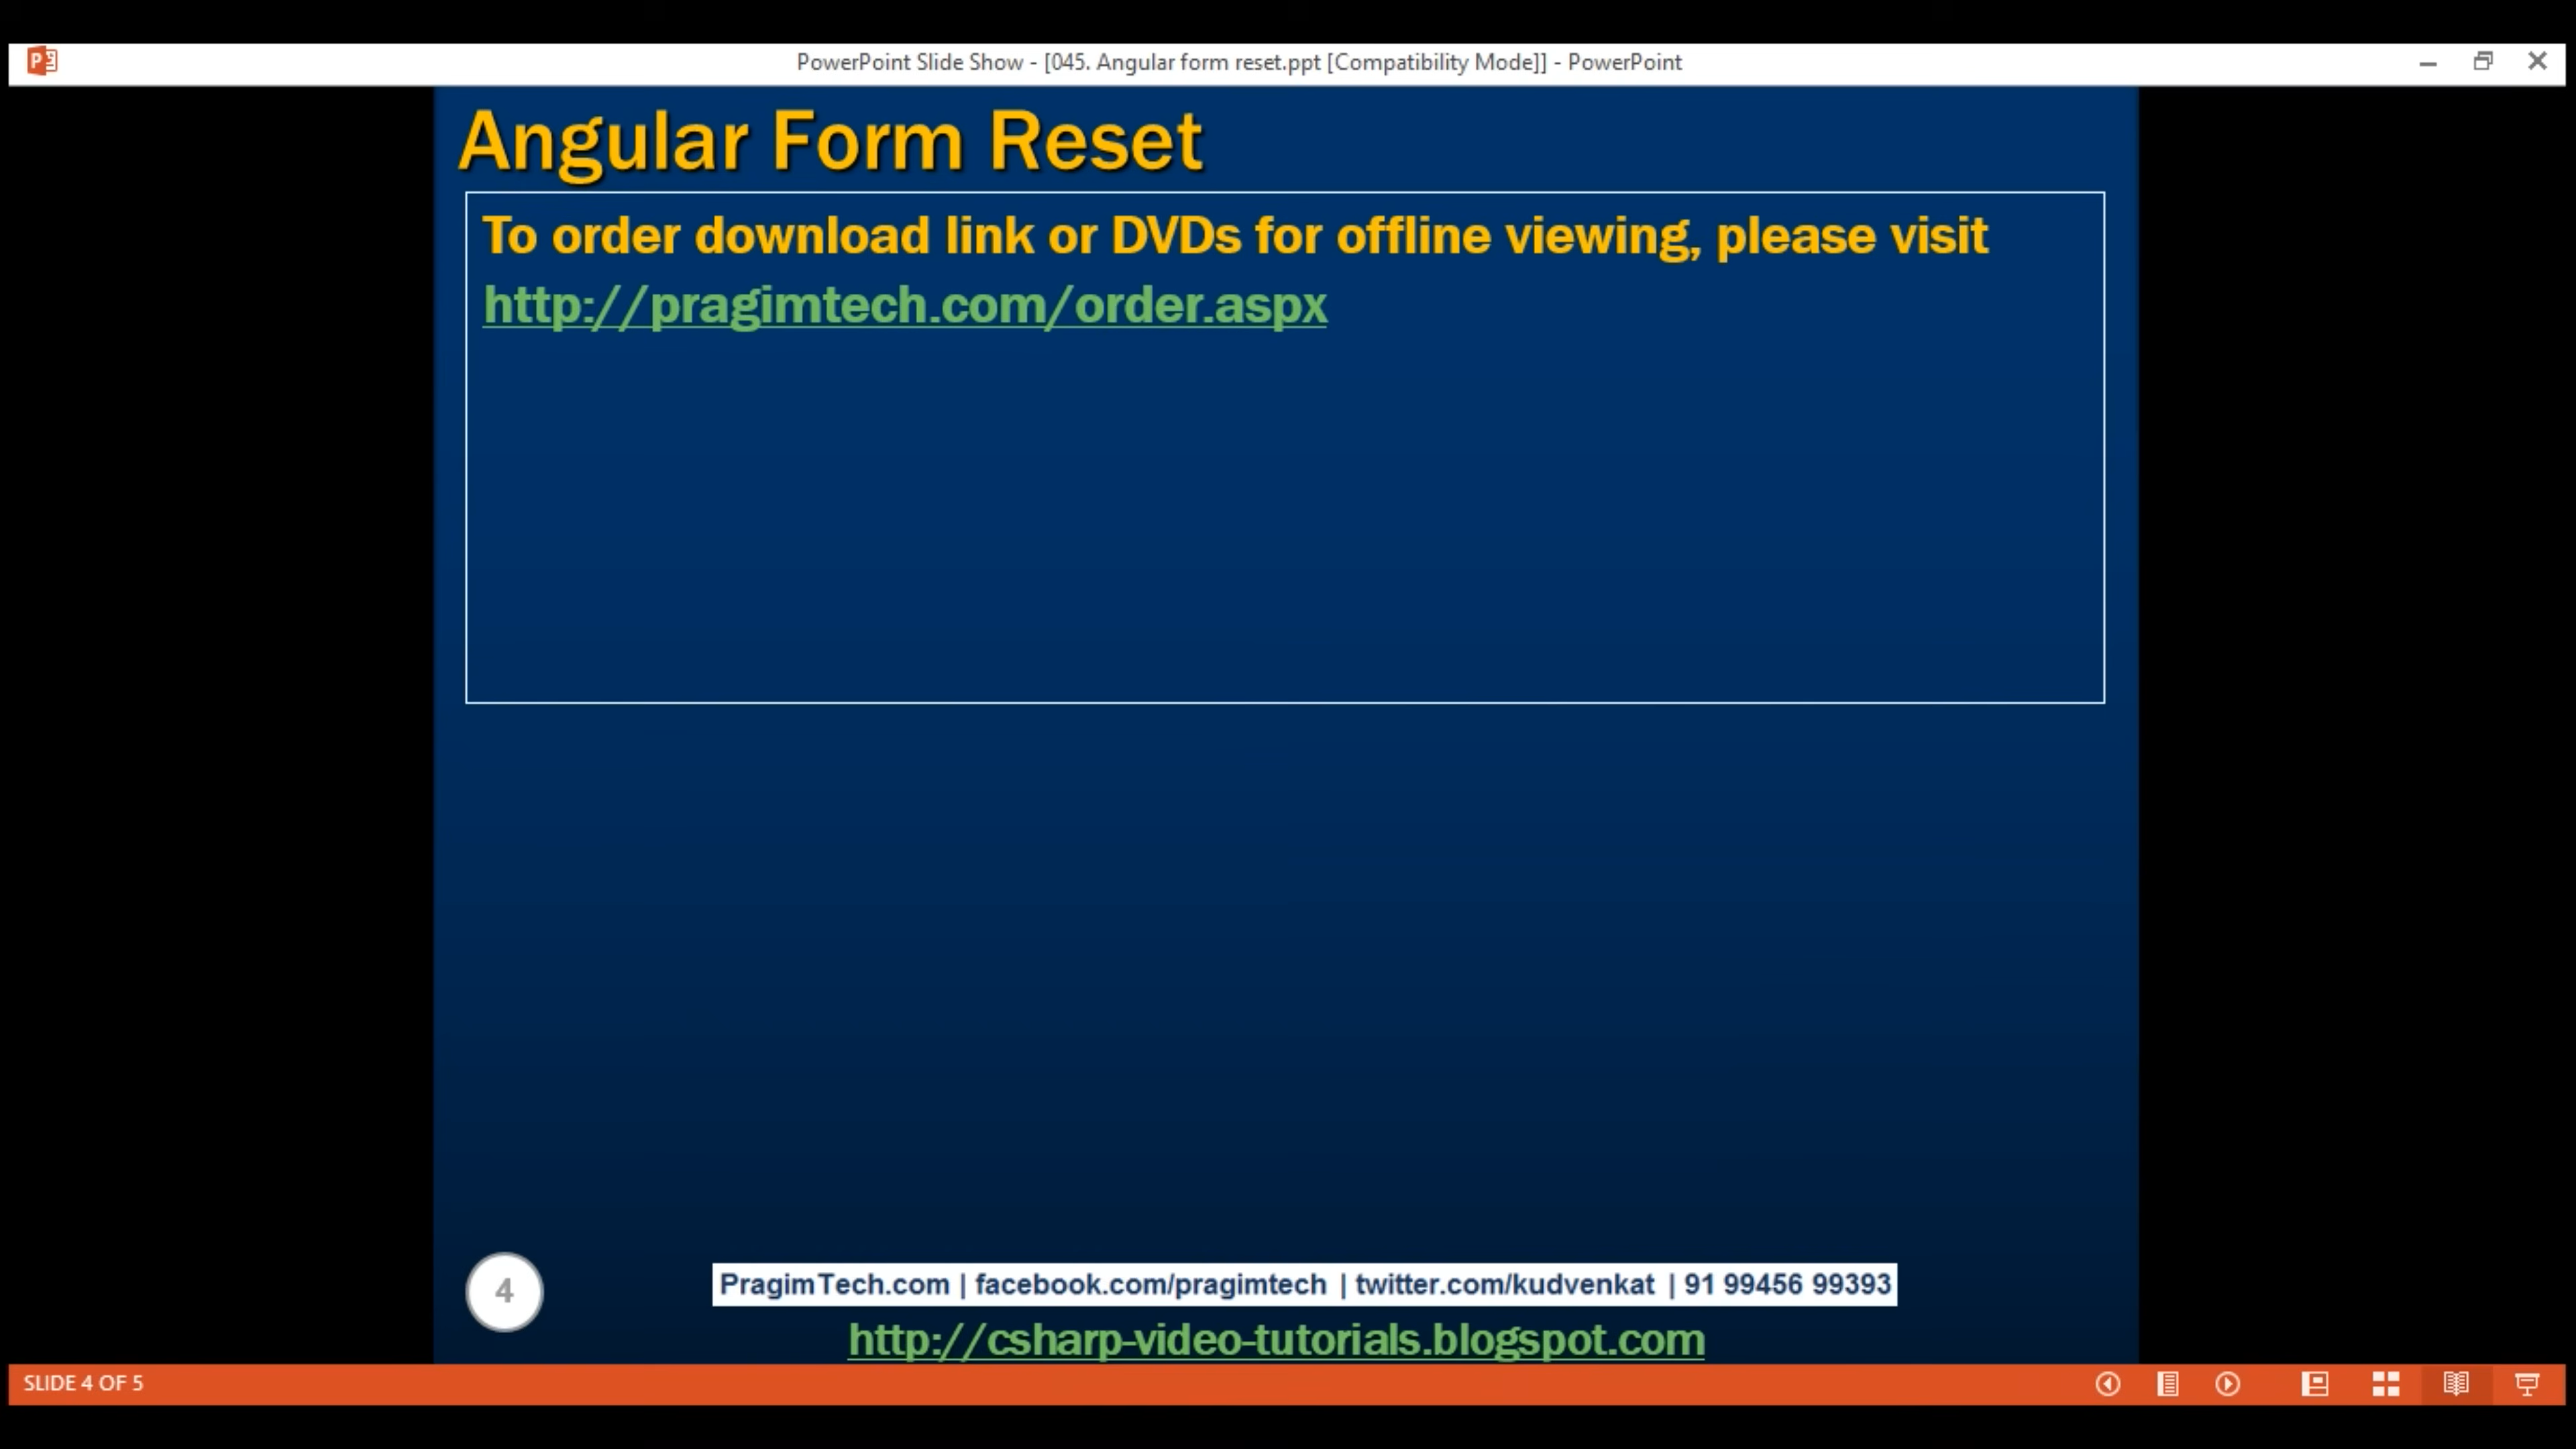 PowerPoint Slide Show - [045. Angular form reset.ppt [Compatibility Mode]] - PowerPoint
Angular Form Reset
To order download link or DVDs for offline viewing, please visit
http://pragimtech.com/order.aspx
4
PragimTech.com | facebook.com/pragimtech | twitter.com/kudvenkat | 91 99456 99393
http://csharp-video-tutorials.blogspot.com
SLIDE 4 OF 5